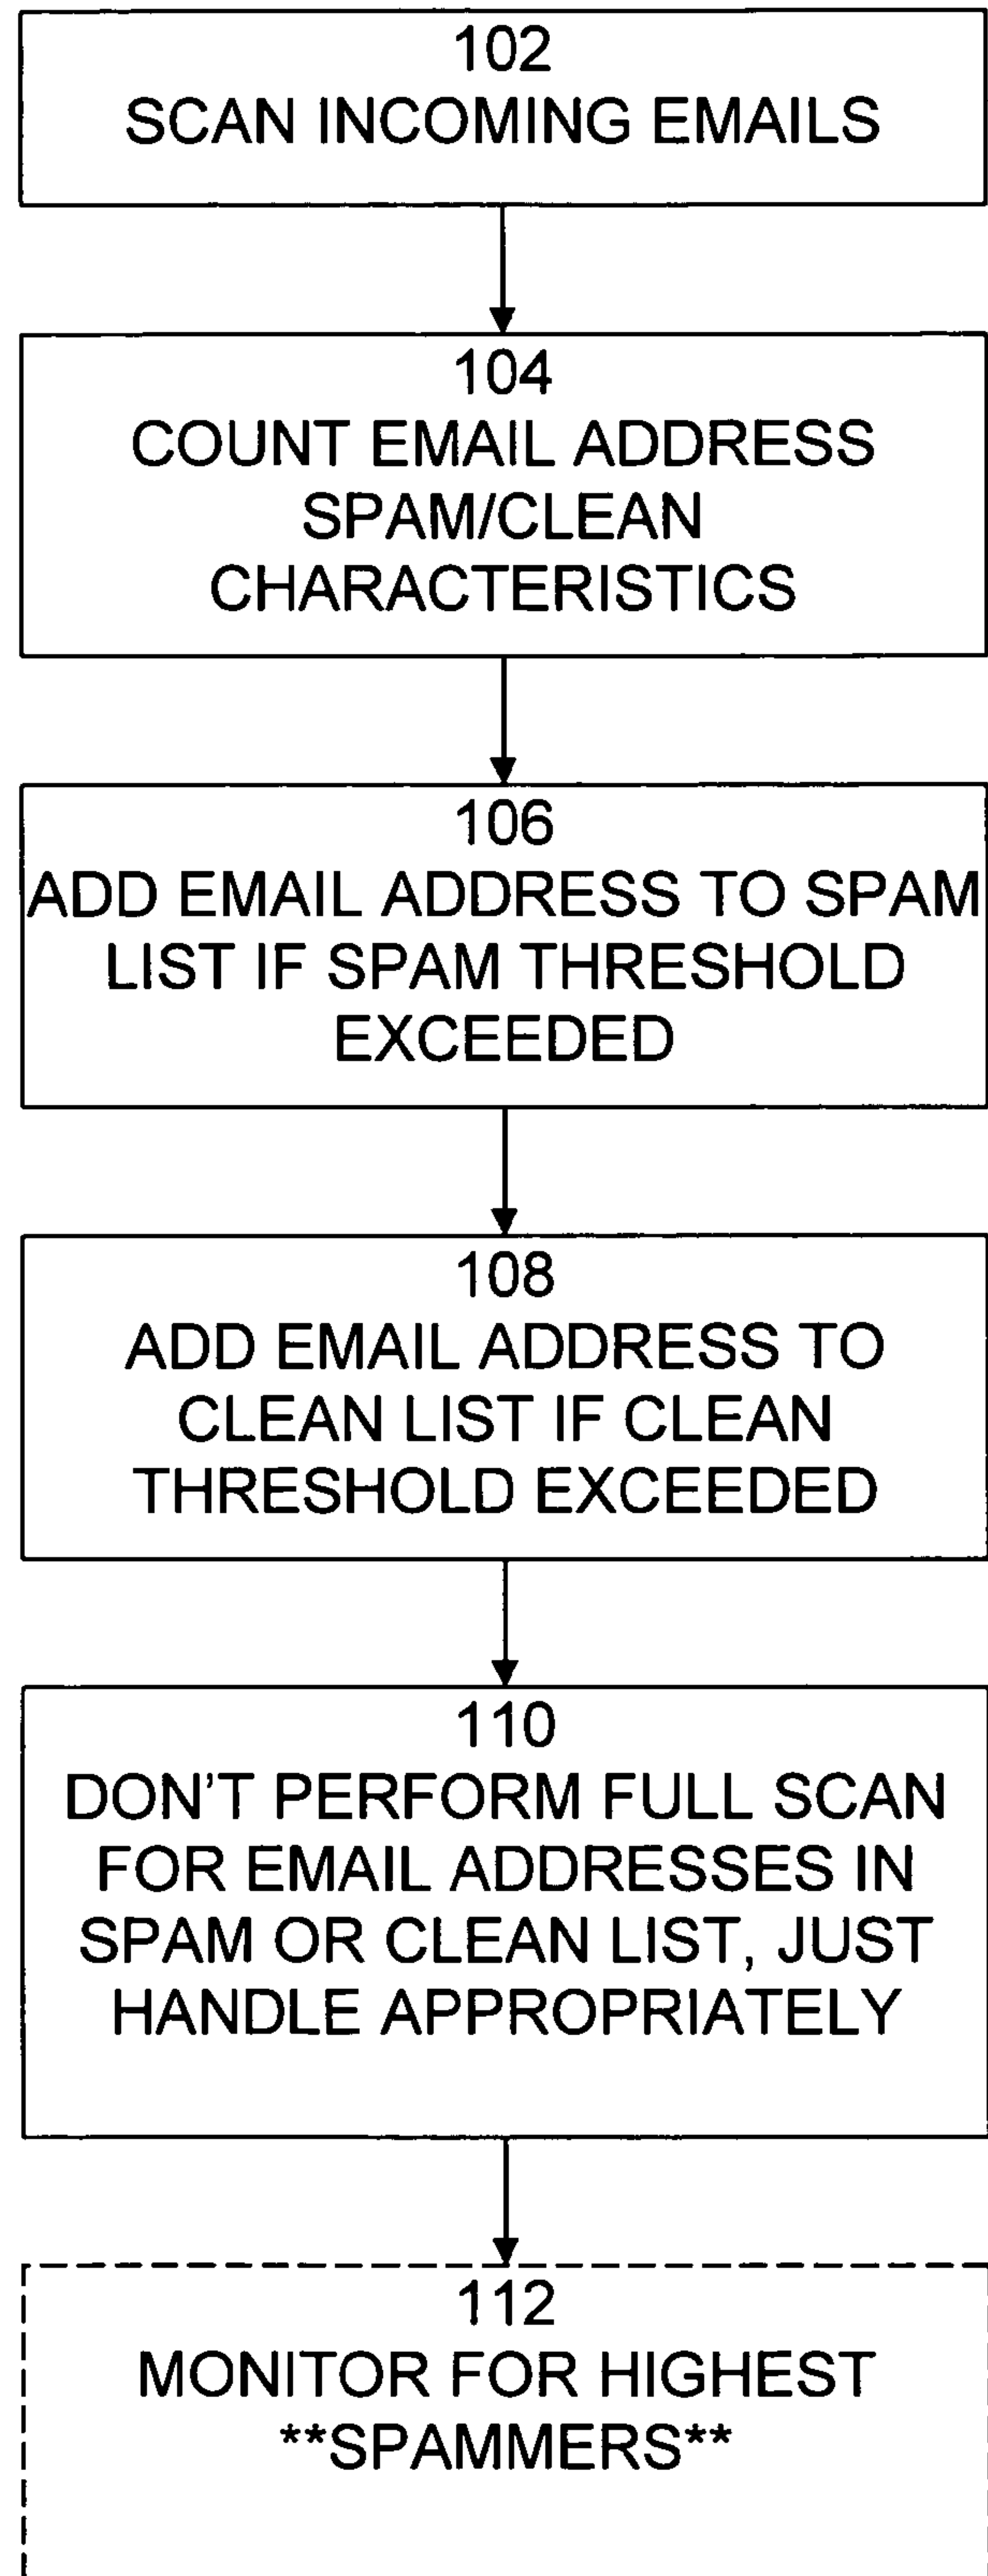 102
SCAN INCOMING EMAILS
104
COUNT EMAIL ADDRESS
SPAM/CLEAN
CHARACTERISTICS
106
ADD EMAIL ADDRESS TO SPAM
LIST IF SPAM THRESHOLD
EXCEEDED
108
ADD EMAIL ADDRESS TO
CLEAN LIST IF CLEAN
THRESHOLD EXCEEDED
110
DON'T PERFORM FULL SCAN
FOR EMAIL ADDRESSES IN
SPAM OR CLEAN LIST, JUST
HANDLE APPROPRIATELY
112
MONITOR FOR HIGHEST
**SPAMMERS**